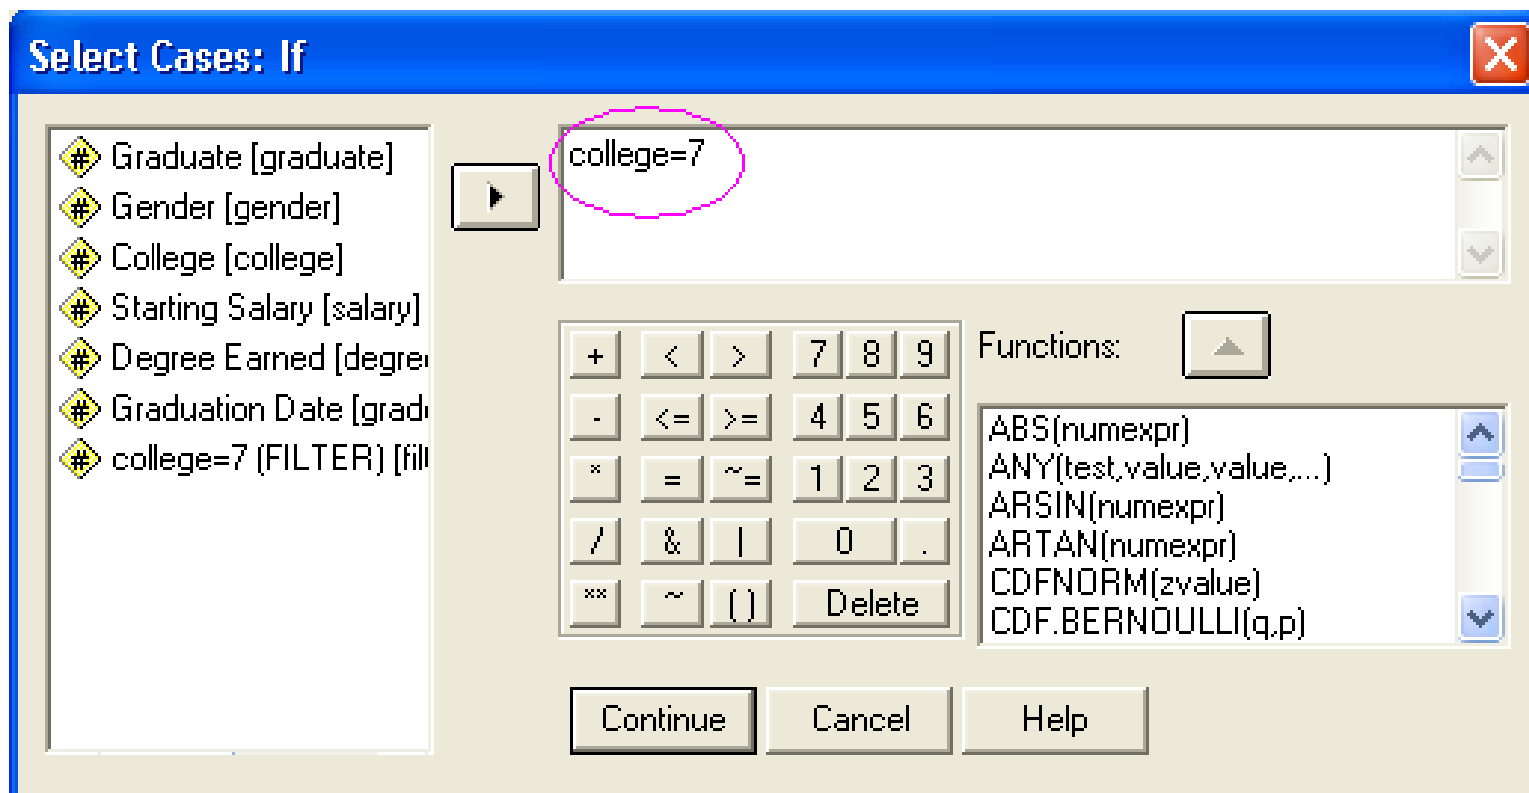 Select Cases: If
Graduate [graduate]
Gender [gender]
College [college]
Starting Salary [salary]
Degree Earned [degre
Graduation Date [grad
college=7 (FILTER) [fil
college=7
+ < > 7 8 9
- <= >= 4 5 6
* = ~= 1 2 3
/ & | 0 .
** ~ () Delete
Functions:
ABS(numexpr)
ANY(test,value,value,...)
ARSIN(numexpr)
ARTAN(numexpr)
CDFNORM(zvalue)
CDF.BERNOULLI(q,p)
Continue Cancel Help